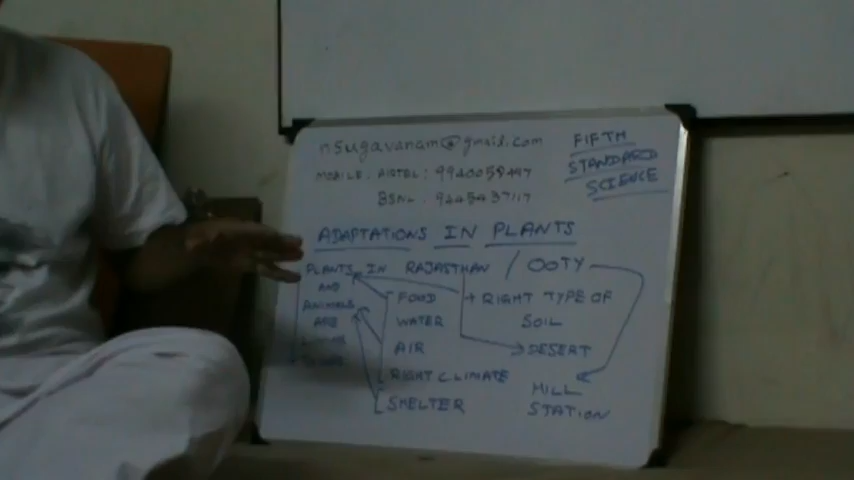 nsugavanam@gmail.com
FIFTH
STANDARD
SCIENCE
MOBILE: AIRTEL: 9940058497
BSNL: 9445437117
ADAPTATIONS IN PLANTS
PLANTS IN RAJASTHAN / OOTY
AND
ANIMALS
ARE
FOOD
WATER
AIR
RIGHT CLIMATE
SHELTER
+ RIGHT TYPE OF
SOIL
DESERT
HILL
STATION